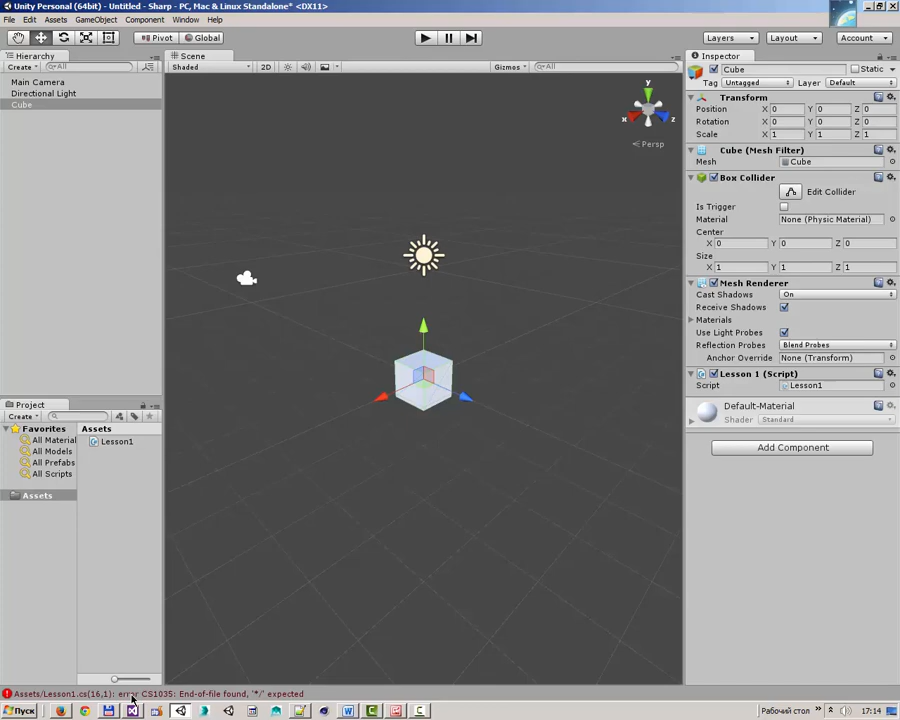 Unity Personal (64bit) - Untitled - Sharp - PC, Mac & Linux Standalone* <DX11>
File Edit Assets GameObject Component Window Help
Pivot Global Layers Layout Account
Hierarchy Scene Inspector
Create All Shaded 2D Gizmos All
Cube Static
Tag Untagged Layer Default
Main Camera
Directional Light
Cube
y
x z
Persp
Transform
Position X 0 Y 0 Z 0
Rotation X 0 Y 0 Z 0
Scale X 1 Y 1 Z 1
Cube (Mesh Filter)
Mesh Cube
Box Collider
Edit Collider
Is Trigger
Material None (Physic Material)
Center
X 0 Y 0 Z 0
Size
X 1 Y 1 Z 1
Mesh Renderer
Cast Shadows On
Receive Shadows
Materials
Use Light Probes
Reflection Probes Blend Probes
Anchor Override None (Transform)
Lesson 1 (Script)
Script Lesson1
Default-Material
Shader Standard
Add Component
Project
Create
Favorites
All Material
All Models
All Prefabs
All Scripts
Assets
Assets
Lesson1
Assets/Lesson1.cs(16,1): error CS1035: End-of-file found, '*/' expected
Пуск Рабочий стол 17:14